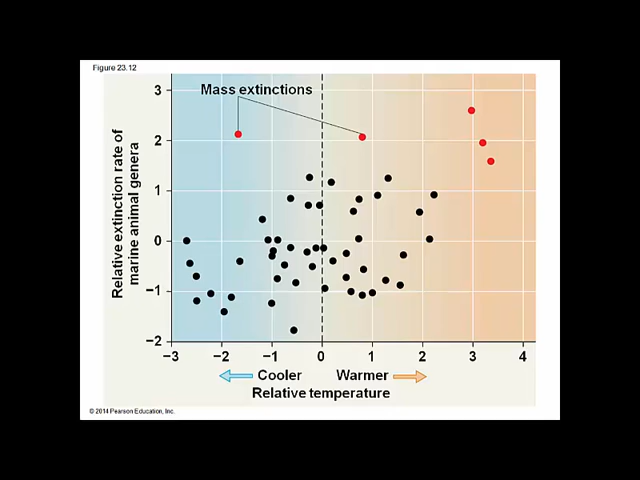 Figure 23.12
Mass extinctions
Relative extinction rate of
marine animal genera
3
2
1
0
−1
−2
−3 −2 −1 0 1 2 3 4
Cooler Warmer
Relative temperature
© 2014 Pearson Education, Inc.